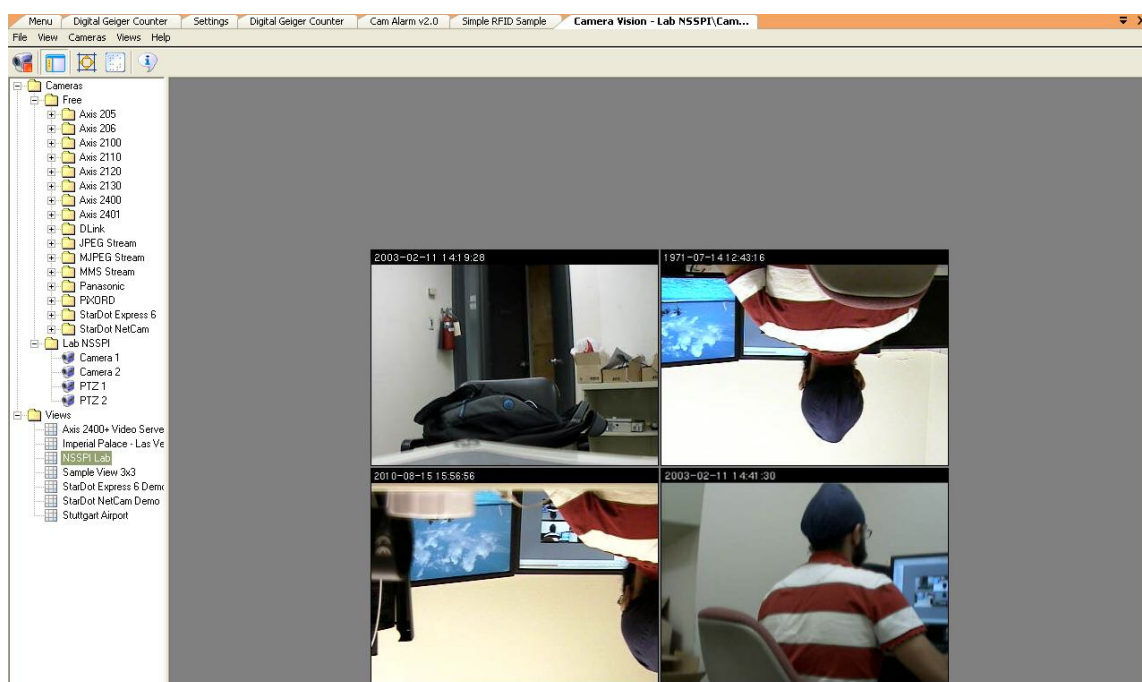 Menu Digital Geiger Counter Settings Digital Geiger Counter Cam Alarm v2.0 Simple RFID Sample Camera Vision - Lab NSSPI\Cam...
File View Cameras Views Help
Cameras
Free
Axis 205
Axis 206
Axis 2100
Axis 2110
Axis 2120
Axis 2130
Axis 2400
Axis 2401
DLink
JPEG Stream
MJPEG Stream
MMS Stream
Panasonic
PiXORD
StarDot Express 6
StarDot NetCam
Lab NSSPI
Camera 1
Camera 2
PTZ 1
PTZ 2
Views
Axis 2400+ Video Serve
Imperial Palace - Las Ve
NSSPI Lab
Sample View 3x3
StarDot Express 6 Demo
StarDot NetCam Demo
Stuttgart Airport
2003-02-11 14:19:28
1971-07-14 12:43:16
2010-08-15 15:56:56
2003-02-11 14:41:30